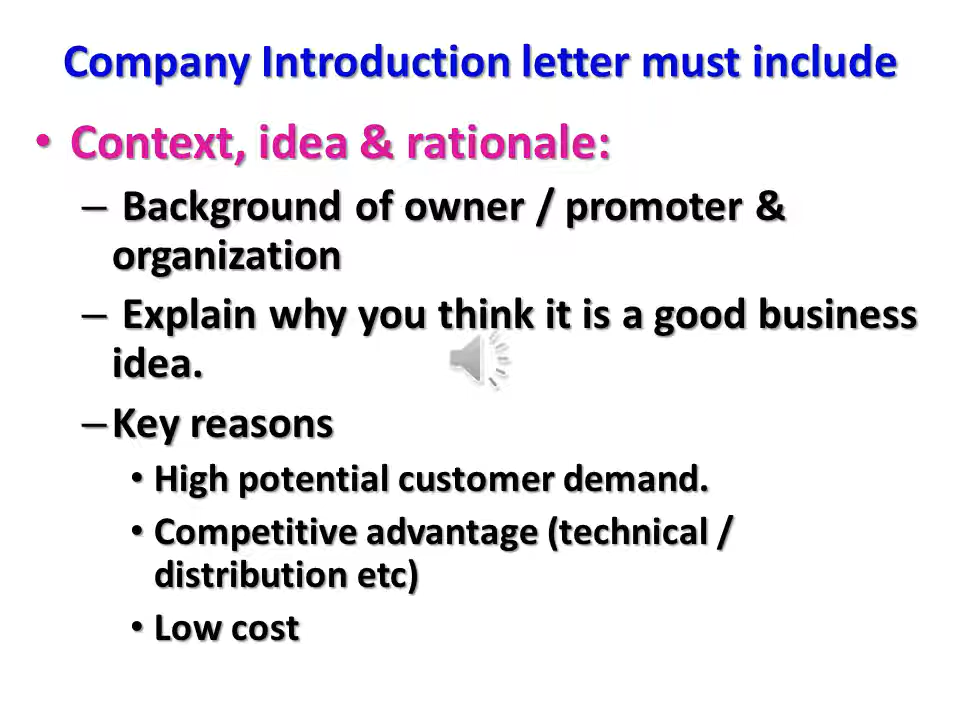 Company Introduction letter must include
• Context, idea & rationale:
– Background of owner / promoter &
organization
– Explain why you think it is a good business
idea.
– Key reasons
• High potential customer demand.
• Competitive advantage (technical /
distribution etc)
• Low cost